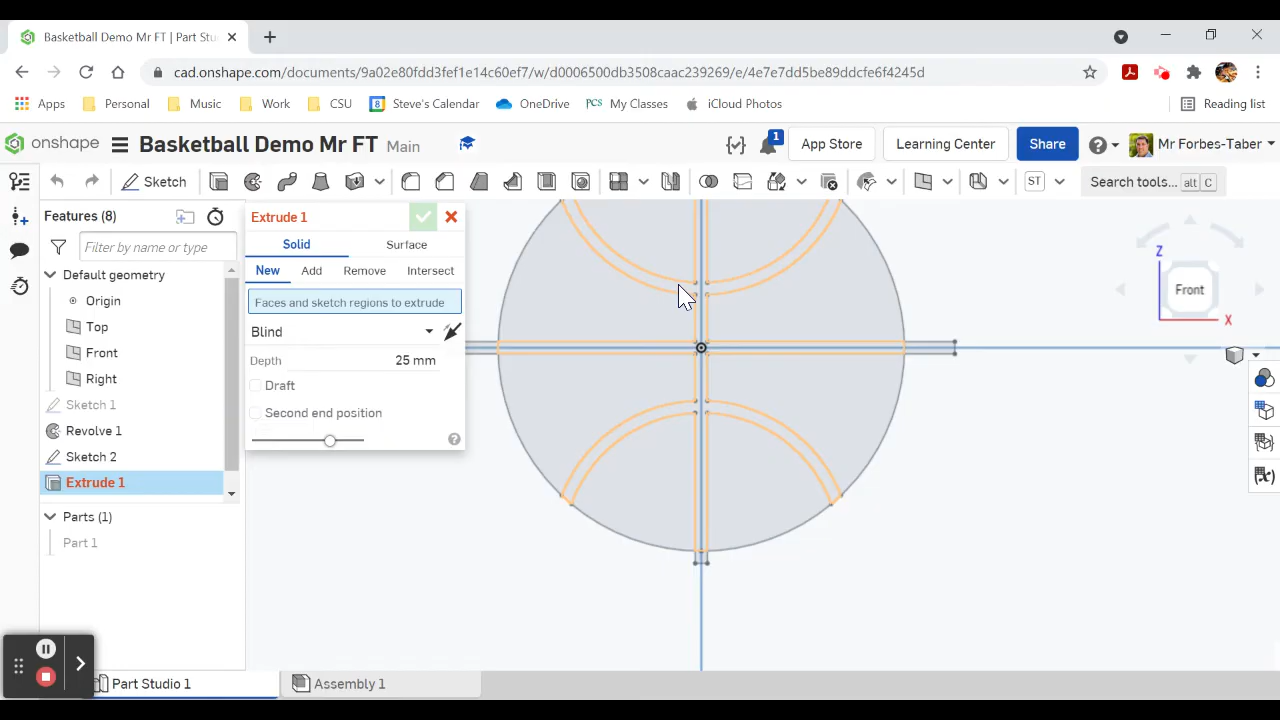 Basketball Demo Mr FT | Part Stu
cad.onshape.com/documents/9a02e80fdd3fef1e14c60ef7/w/d0006500db3508caac239269/e/4e7e7dd5be89ddcfe6f4245d
Apps Personal Music Work CSU 8 Steve's Calendar OneDrive PCS My Classes iCloud Photos Reading list
onshape Basketball Demo Mr FT Main 1 App Store Learning Center Share ? Mr Forbes-Taber
Sketch ST Search tools... alt C
Features (8)
Filter by name or type
Default geometry
Origin
Top
Front
Right
Sketch 1
Revolve 1
Sketch 2
Extrude 1
Parts (1)
Part 1
Extrude 1
Solid Surface
New Add Remove Intersect
Faces and sketch regions to extrude
Blind
Depth 25 mm
Draft
Second end position
?
Z
Front
X
(x)
Part Studio 1 Assembly 1